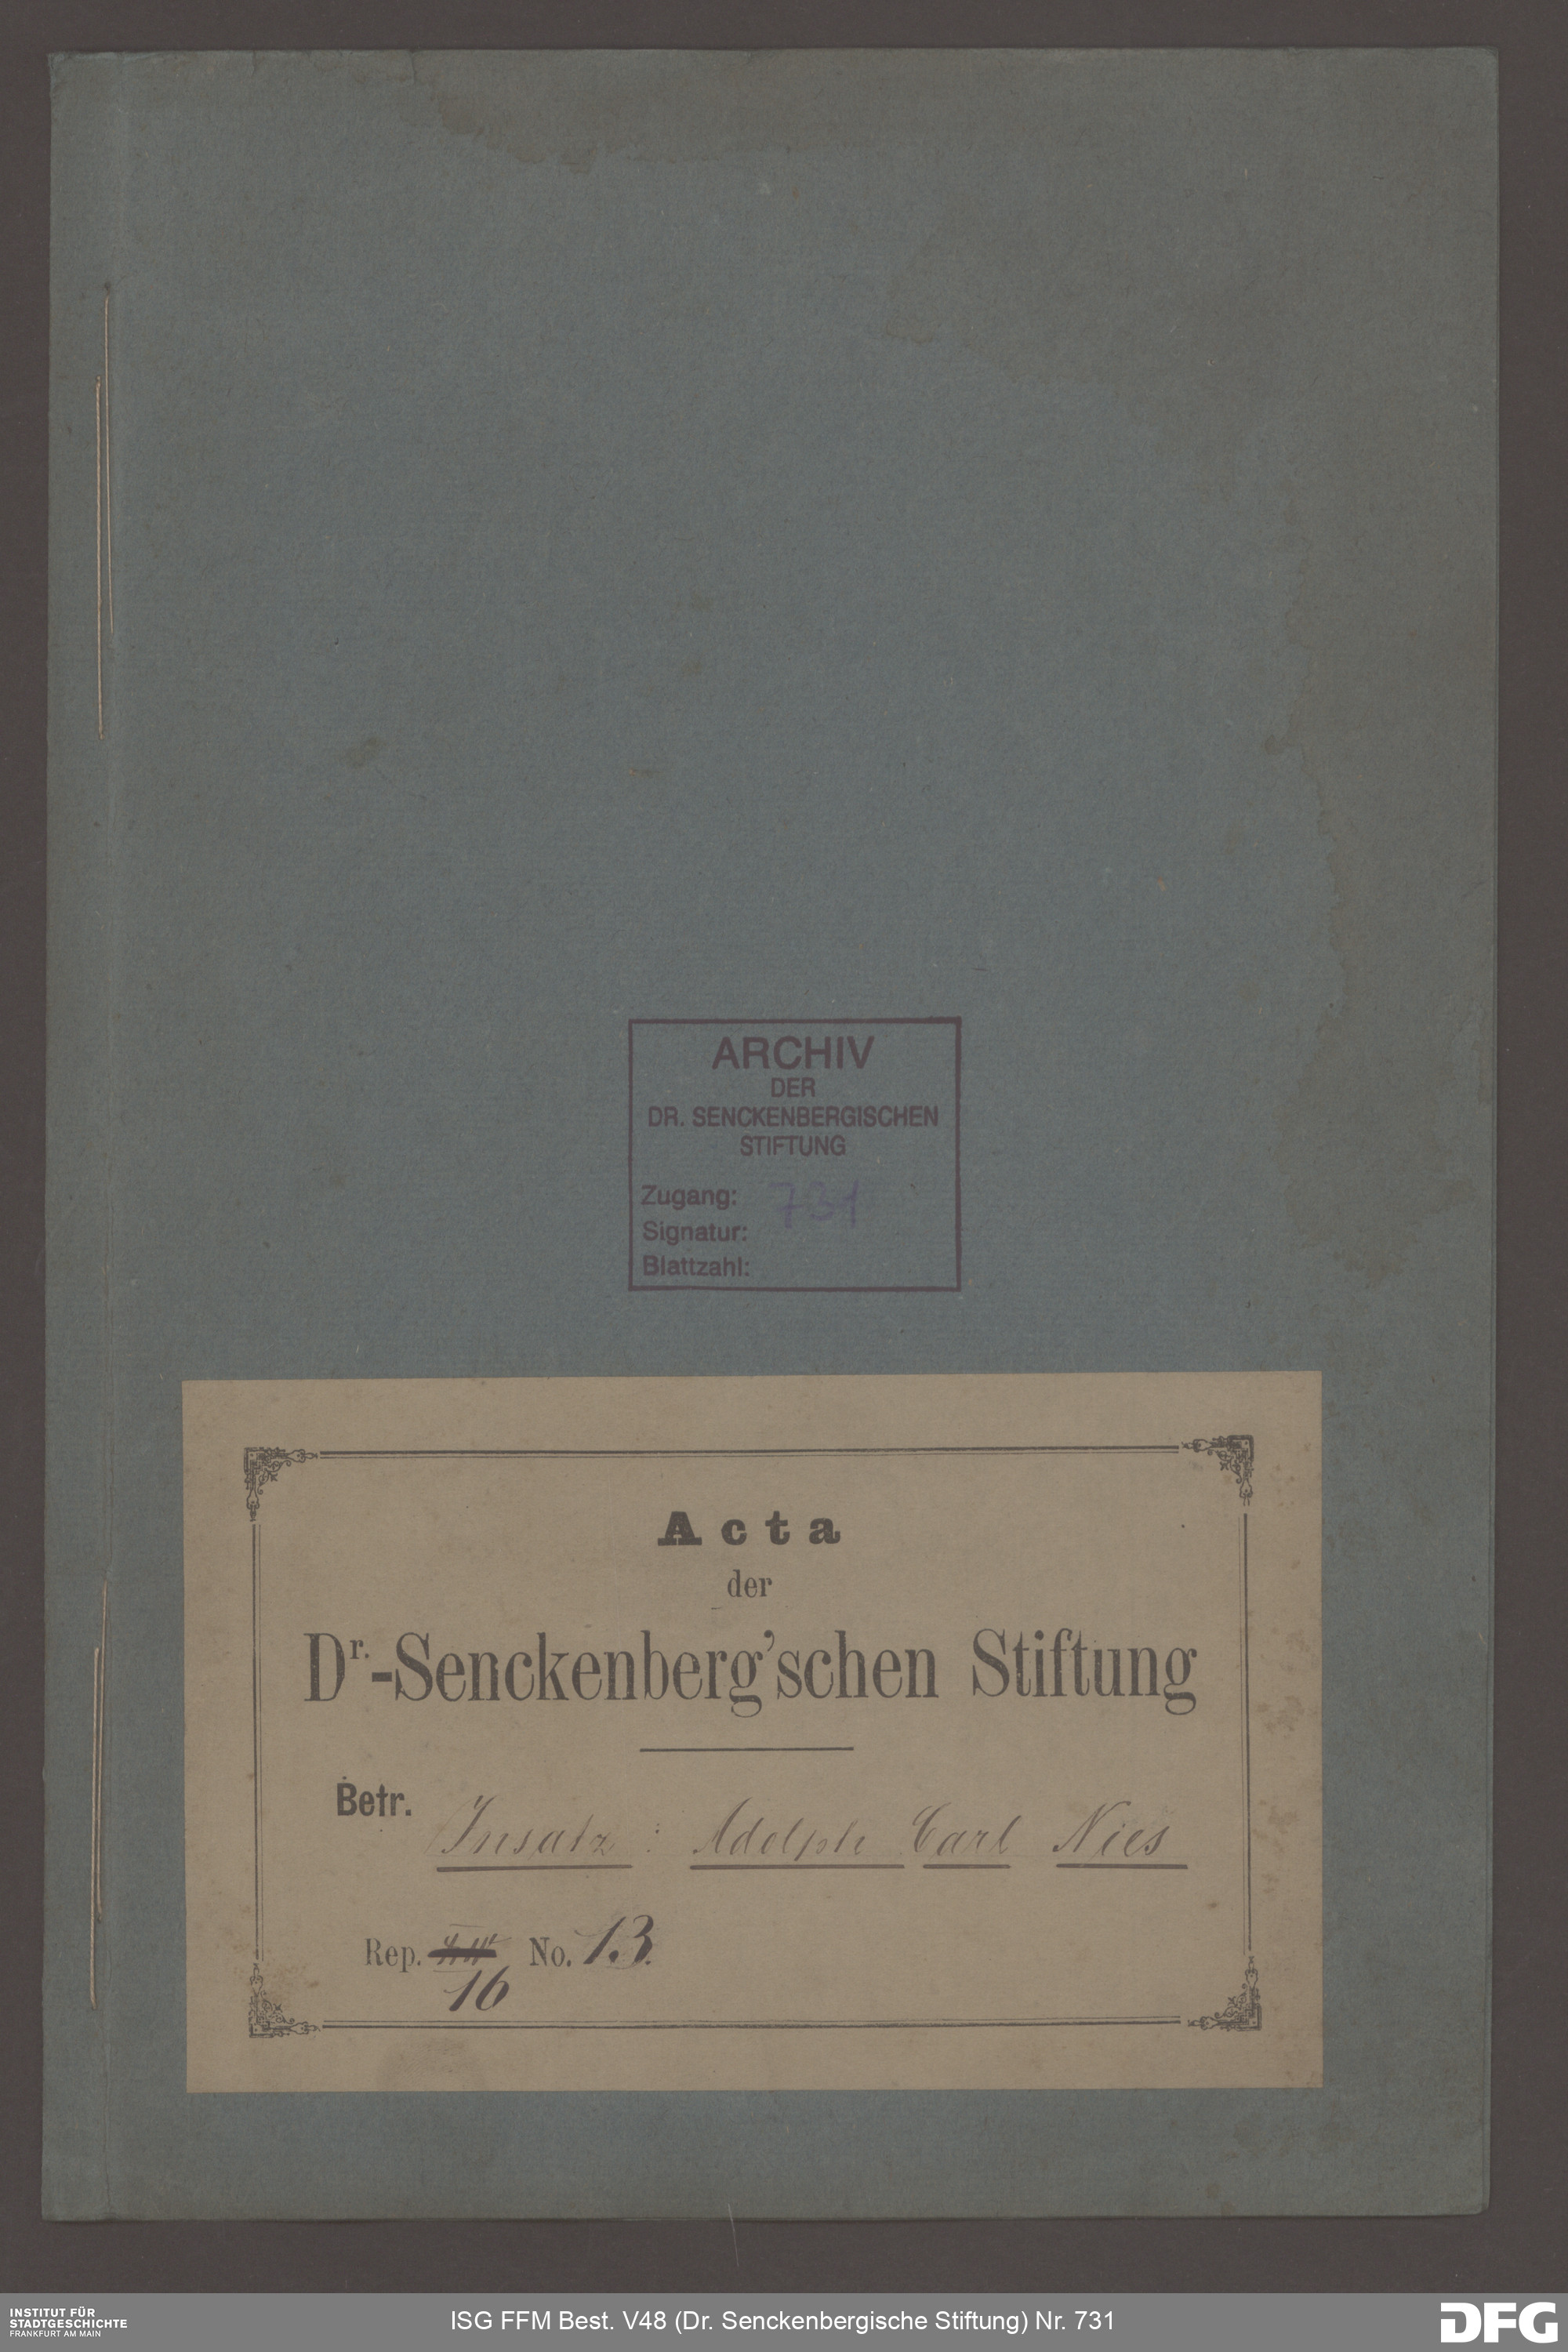 ARCHIV
DER
DR. SENCKENBERGISCHEN
STIFTUNG
Zugang: 731
Signatur:
Blattzahl:
Acta
der
Dr.-Senckenberg'schen Stiftung
Betr. Insatz: Adolph Carl Nies
Rep. No. 13.
16
INSTITUT FÜR
STADTGESCHICHTE
FRANKFURT AM MAIN
ISG FFM Best. V48 (Dr. Senckenbergische Stiftung) Nr. 731
DFG